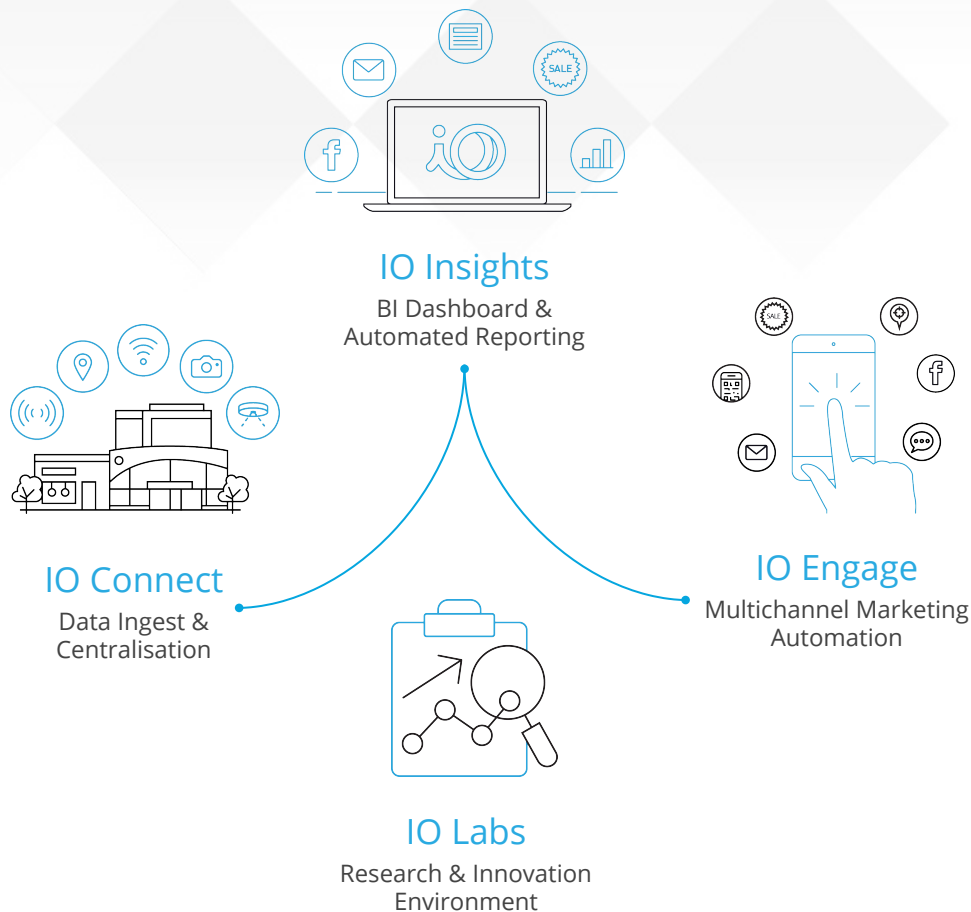 SALE
iO
IO Insights
BI Dashboard &
Automated Reporting
SALE
IO Connect
Data Ingest &
Centralisation
IO Engage
Multichannel Marketing
Automation
IO Labs
Research & Innovation
Environment